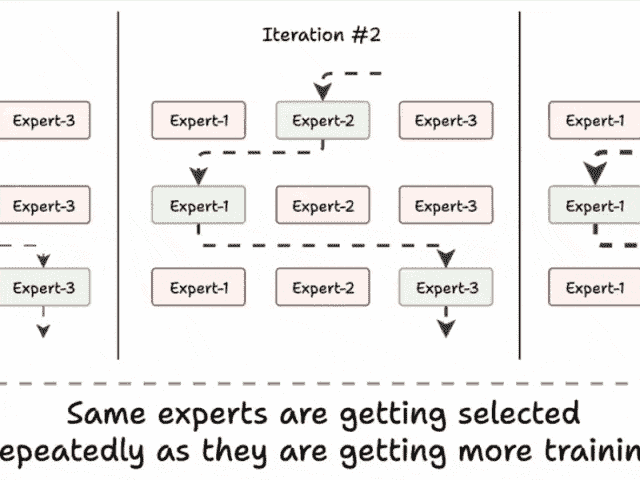 Iteration #2
Expert-3 Expert-1 Expert-2 Expert-3 Expert-1
Expert-3 Expert-1 Expert-2 Expert-3 Expert-1
Expert-3 Expert-1 Expert-2 Expert-3 Expert-1
Same experts are getting selected
epeatedly as they are getting more trainin